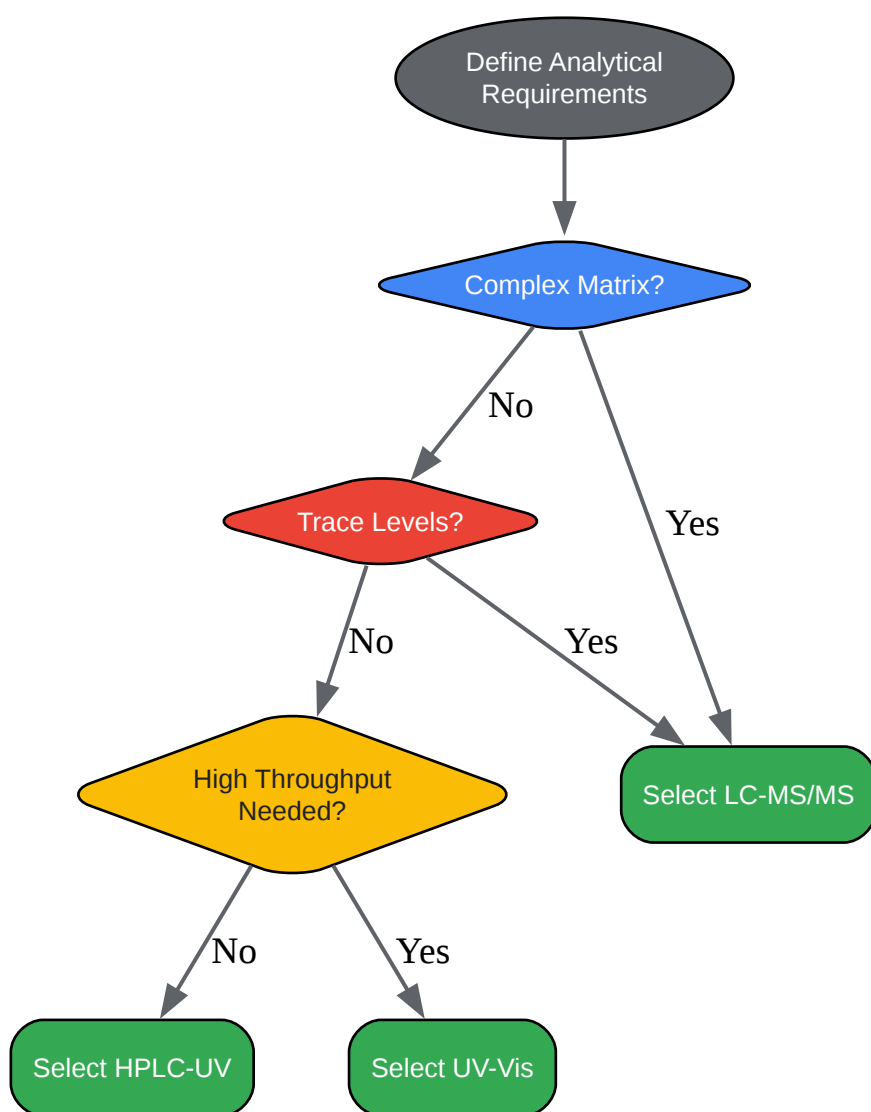 Define Analytical
Requirements
Complex Matrix?
No
Yes
Trace Levels?
No
Yes
High Throughput
Needed?
Select LC-MS/MS
No
Yes
Select HPLC-UV
Select UV-Vis